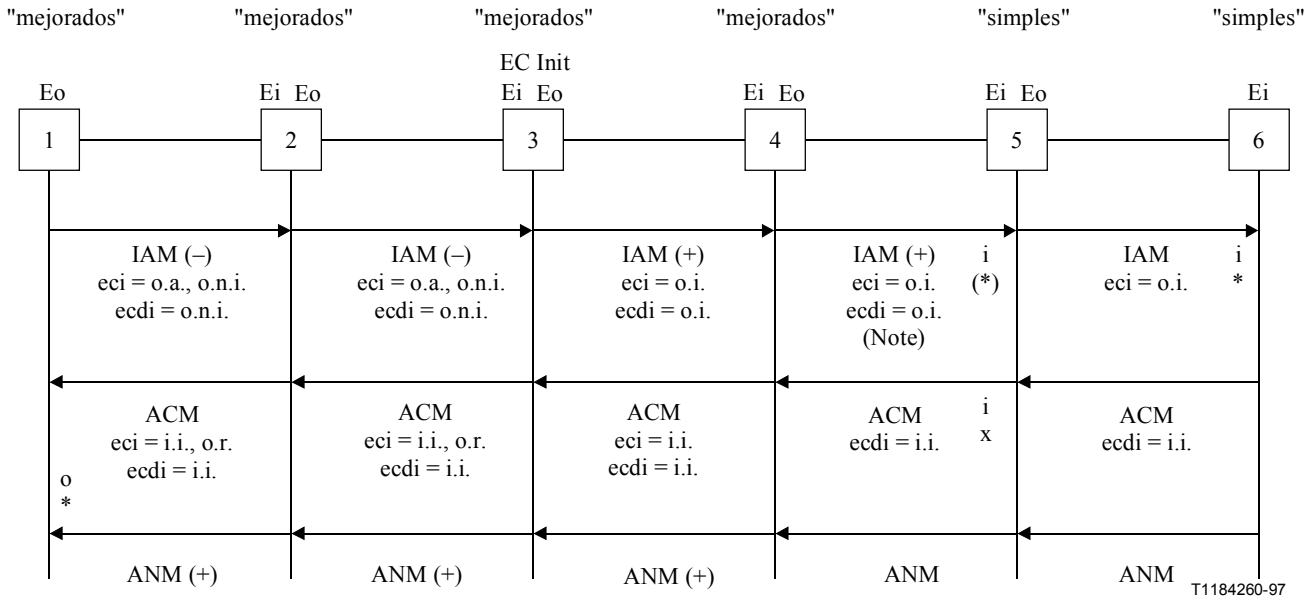 "mejorados" "mejorados" "mejorados" "mejorados" "simples" "simples"
EC Init
Eo Ei Eo Ei Eo Ei Eo Ei Eo Ei
1 2 3 4 5 6
IAM (–) IAM (–) IAM (+) IAM (+) i IAM i
eci = o.a., o.n.i. eci = o.a., o.n.i. eci = o.i. eci = o.i. (*) eci = o.i. *
ecdi = o.n.i. ecdi = o.n.i. ecdi = o.i. ecdi = o.i.
(Note)
ACM ACM ACM ACM i ACM
eci = i.i., o.r. eci = i.i., o.r. eci = i.i. ecdi = i.i. x ecdi = i.i.
ecdi = i.i. ecdi = i.i. ecdi = i.i.
o
*
ANM (+) ANM (+) ANM (+) ANM ANM
T1184260-97